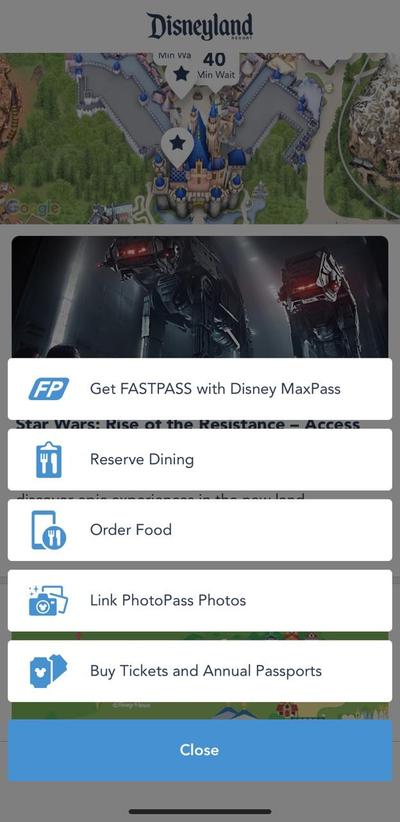 Disneyland
RESORT
Min Wa
40
Min Wait
Google
FP
Get FASTPASS with Disney MaxPass
Star Wars: Rise of the Resistance – Access
Reserve Dining
discover epic experiences in the new land.
Order Food
Link PhotoPass Photos
Buy Tickets and Annual Passports
Close